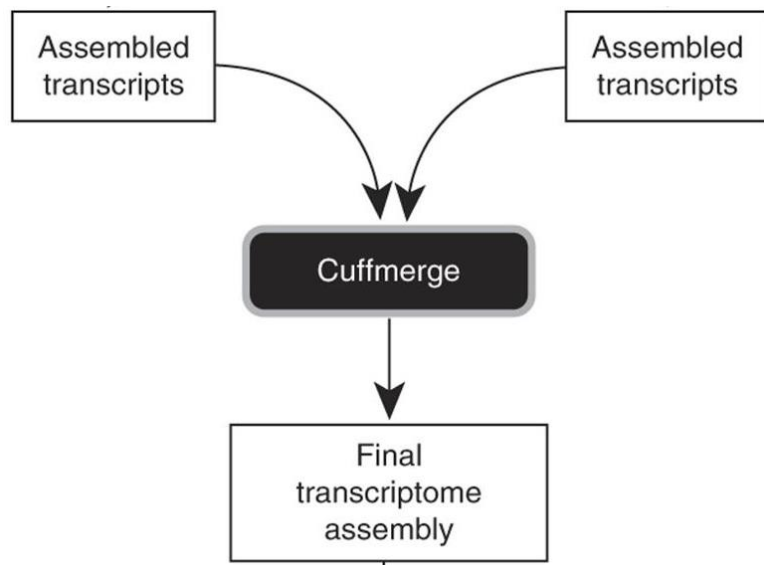 Assembled
transcripts
Assembled
transcripts
Cuffmerge
Final
transcriptome
assembly